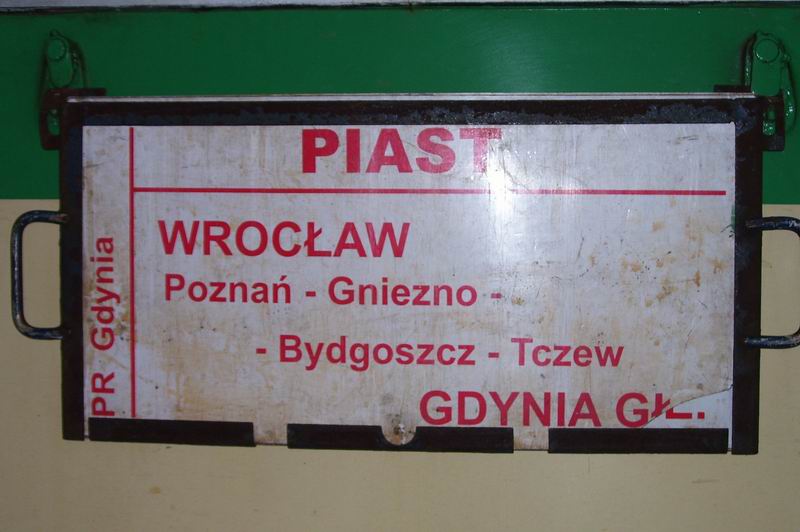 PIAST
PR Gdynia
WROCŁAW
Poznań - Gniezno -
- Bydgoszcz - Tczew
GDYNIA GŁ.